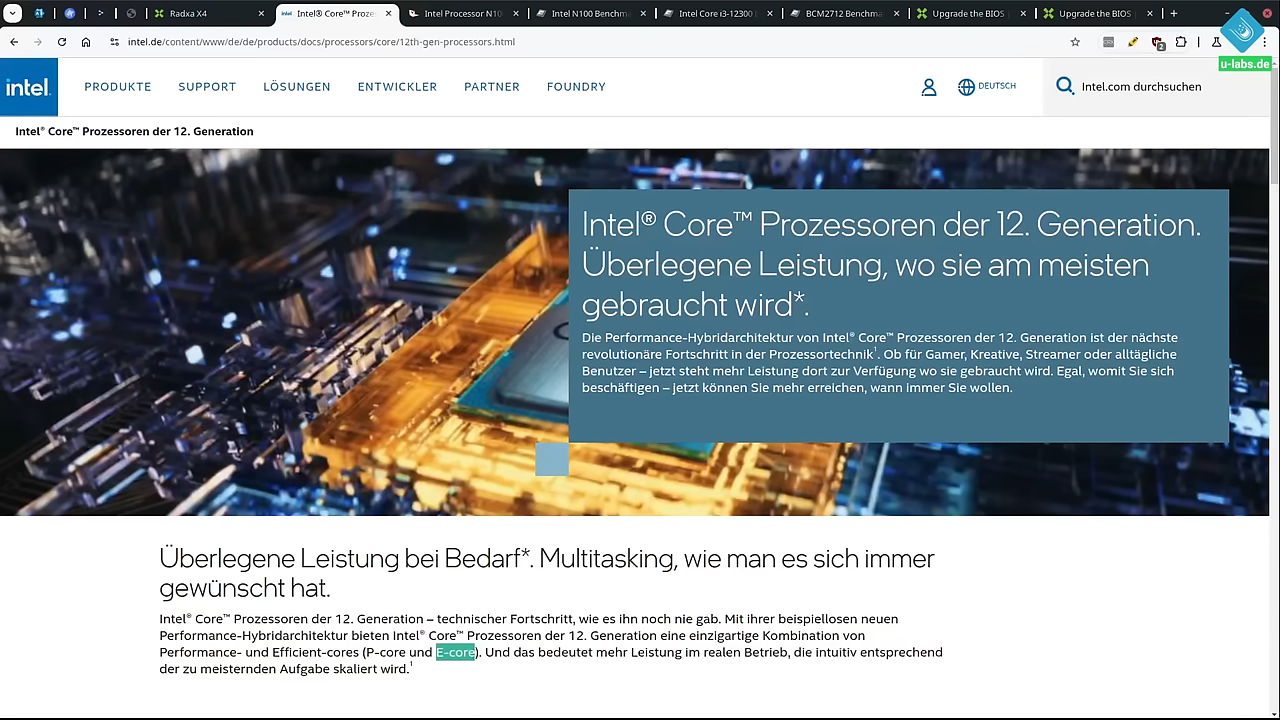 Radxa X4
Intel® Core™ Proze
Intel Processor N10
Intel N100 Benchm
Intel Core i3-12300
BCM2712 Benchma
Upgrade the BIOS
Upgrade the BIOS
intel.de/content/www/de/de/products/docs/processors/core/12th-gen-processors.html
2
u-labs.de
intel.
PRODUKTE
SUPPORT
LÖSUNGEN
ENTWICKLER
PARTNER
FOUNDRY
DEUTSCH
Intel.com durchsuchen
Intel® Core™ Prozessoren der 12. Generation
Intel® Core™ Prozessoren der 12. Generation.
Überlegene Leistung, wo sie am meisten
gebraucht wird*.
Die Performance-Hybridarchitektur von Intel® Core™ Prozessoren der 12. Generation ist der nächste
revolutionäre Fortschritt in der Prozessortechnik¹. Ob für Gamer, Kreative, Streamer oder alltägliche
Benutzer – jetzt steht mehr Leistung dort zur Verfügung wo sie gebraucht wird. Egal, womit Sie sich
beschäftigen – jetzt können Sie mehr erreichen, wann immer Sie wollen.
Überlegene Leistung bei Bedarf*. Multitasking, wie man es sich immer
gewünscht hat.
Intel® Core™ Prozessoren der 12. Generation – technischer Fortschritt, wie es ihn noch nie gab. Mit ihrer beispiellosen neuen
Performance-Hybridarchitektur bieten Intel® Core™ Prozessoren der 12. Generation eine einzigartige Kombination von
Performance- und Efficient-cores (P-core und E-core). Und das bedeutet mehr Leistung im realen Betrieb, die intuitiv entsprechend
der zu meisternden Aufgabe skaliert wird.¹